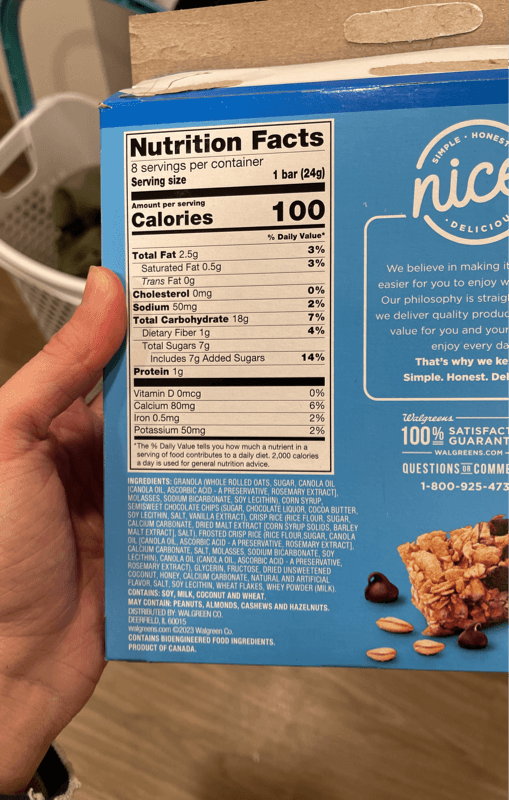 Nutrition Facts
8 servings per container
Serving size 1 bar (24g)
Amount per serving
Calories 100
% Daily Value*
Total Fat 2.5g 3%
Saturated Fat 0.5g 3%
Trans Fat 0g
Cholesterol 0mg 0%
Sodium 50mg 2%
Total Carbohydrate 18g 7%
Dietary Fiber 1g 4%
Total Sugars 7g
Includes 7g Added Sugars 14%
Protein 1g
Vitamin D 0mcg 0%
Calcium 80mg 6%
Iron 0.5mg 2%
Potassium 50mg 2%
*The % Daily Value tells you how much a nutrient in a
serving of food contributes to a daily diet. 2,000 calories
a day is used for general nutrition advice.
INGREDIENTS: GRANOLA (WHOLE ROLLED OATS, SUGAR, CANOLA OIL
[CANOLA OIL, ASCORBIC ACID - A PRESERVATIVE, ROSEMARY EXTRACT],
MOLASSES, SODIUM BICARBONATE, SOY LECITHIN), CORN SYRUP,
SEMISWEET CHOCOLATE CHIPS (SUGAR, CHOCOLATE LIQUOR, COCOA BUTTER,
SOY LECITHIN, SALT, VANILLA EXTRACT), CRISP RICE (RICE FLOUR, SUGAR,
CALCIUM CARBONATE, DRIED MALT EXTRACT [CORN SYRUP SOLIDS, BARLEY
MALT EXTRACT], SALT), FROSTED CRISP RICE (RICE FLOUR, SUGAR, CANOLA
OIL [CANOLA OIL, ASCORBIC ACID - A PRESERVATIVE, ROSEMARY EXTRACT],
CALCIUM CARBONATE, SALT, MOLASSES, SODIUM BICARBONATE, SOY
LECITHIN), CANOLA OIL (CANOLA OIL, ASCORBIC ACID - A PRESERVATIVE,
ROSEMARY EXTRACT), GLYCERIN, FRUCTOSE, DRIED UNSWEETENED
COCONUT, HONEY, CALCIUM CARBONATE, NATURAL AND ARTIFICIAL
FLAVOR, SALT, SOY LECITHIN, WHEAT FLAKES, WHEY POWDER (MILK).
CONTAINS: SOY, MILK, COCONUT AND WHEAT.
MAY CONTAIN: PEANUTS, ALMONDS, CASHEWS AND HAZELNUTS.
DISTRIBUTED BY: WALGREEN CO.
DEERFIELD, IL 60015
walgreens.com ©2023 Walgreen Co.
CONTAINS BIOENGINEERED FOOD INGREDIENTS.
PRODUCT OF CANADA.
SIMPLE · HONEST
nice
· DELICIOU
We believe in making it
easier for you to enjoy w
Our philosophy is straig
we deliver quality produc
value for you and your
enjoy every da
That's why we ke
Simple. Honest. Del
Walgreens
100% SATISFACT
GUARANT
WALGREENS.COM
QUESTIONS OR COMME
1-800-925-473